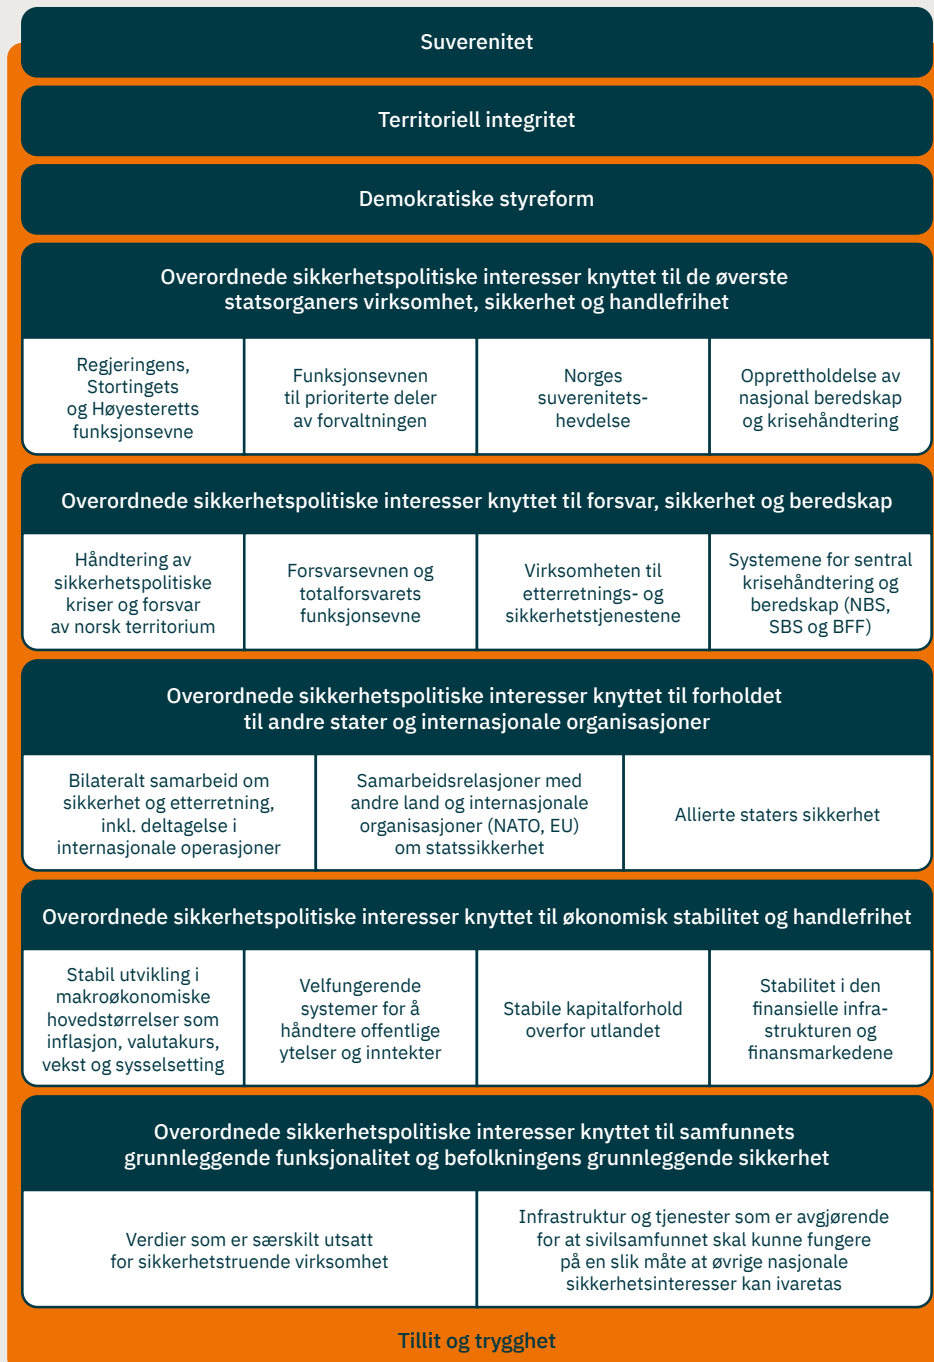 Suverenitet
Territoriell integritet
Demokratiske styreform
Overordnede sikkerhetspolitiske interesser knyttet til de øverste
statsorganers virksomhet, sikkerhet og handlefrihet
Regjeringens,
Stortingets
og Høyesteretts
funksjonsevne
Funksjonsevnen
til prioriterte deler
av forvaltningen
Norges
suverenitets-
hevdelse
Opprettholdelse av
nasjonal beredskap
og krisehåndtering
Overordnede sikkerhetspolitiske interesser knyttet til forsvar, sikkerhet og beredskap
Håndtering av
sikkerhetspolitiske
kriser og forsvar
av norsk territorium
Forsvarsevnen og
totalforsvarets
funksjonsevne
Virksomheten til
etterretnings- og
sikkerhetstjenestene
Systemene for sentral
krisehåndtering og
beredskap (NBS,
SBS og BFF)
Overordnede sikkerhetspolitiske interesser knyttet til forholdet
til andre stater og internasjonale organisasjoner
Bilateralt samarbeid om
sikkerhet og etterretning,
inkl. deltagelse i
internasjonale operasjoner
Samarbeidsrelasjoner med
andre land og internasjonale
organisasjoner (NATO, EU)
om statssikkerhet
Allierte staters sikkerhet
Overordnede sikkerhetspolitiske interesser knyttet til økonomisk stabilitet og handlefrihet
Stabil utvikling i
makroøkonomiske
hovedstørrelser som
inflasjon, valutakurs,
vekst og sysselsetting
Velfungerende
systemer for å
håndtere offentlige
ytelser og inntekter
Stabile kapitalforhold
overfor utlandet
Stabilitet i den
finansielle infra-
strukturen og
finansmarkedene
Overordnede sikkerhetspolitiske interesser knyttet til samfunnets
grunnleggende funksjonalitet og befolkningens grunnleggende sikkerhet
Verdier som er særskilt utsatt
for sikkerhetstruende virksomhet
Infrastruktur og tjenester som er avgjørende
for at sivilsamfunnet skal kunne fungere
på en slik måte at øvrige nasjonale
sikkerhetsinteresser kan ivaretas
Tillit og trygghet